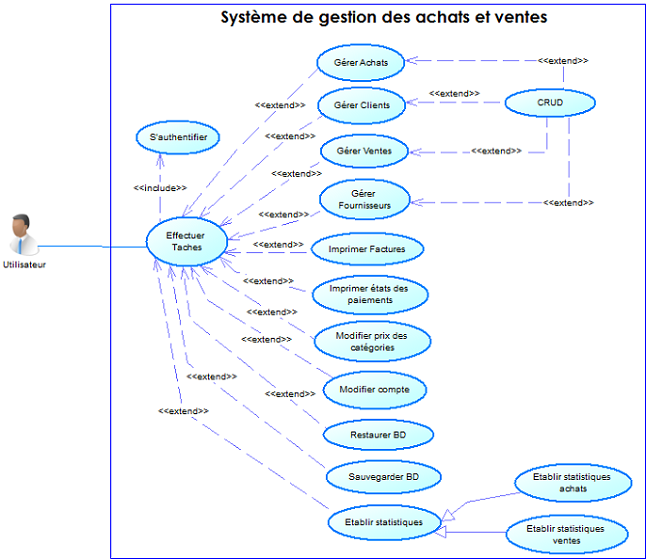 Système de gestion des achats et ventes
Gérer Achats
<<extend>>
<<extend>>
CRUD
<<extend>>
Gérer Clients
S'authentifier
<<extend>>
Gérer Ventes
<<extend>>
<<include>>
<<extend>>
Gérer
Fournisseurs
<<extend>>
<<extend>>
Effectuer
Taches
<<extend>>
Imprimer Factures
Utilisateur
<<extend>>
Imprimer états des
paiements
<<extend>>
Modifier prix des
catégories
<<extend>>
<<extend>>
Modifier compte
<<extend>>
<<extend>>
Restaurer BD
Sauvegarder BD
Etablir statistiques
achats
Etablir statistiques
Etablir statistiques
ventes